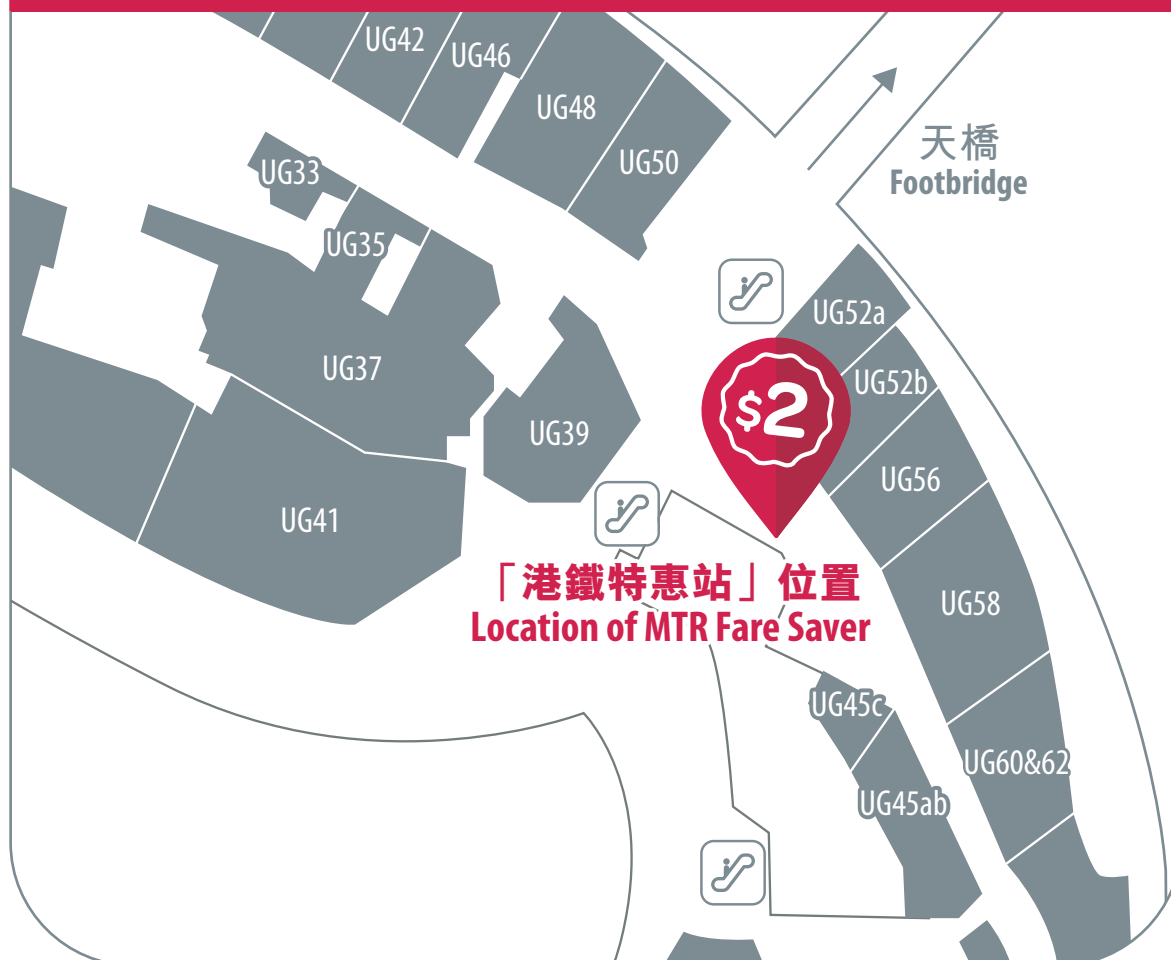 UG42
UG46
UG48
UG50
天橋
Footbridge
UG33
UG35
UG52a
UG37
UG52b
$2
UG39
UG56
UG41
「港鐵特惠站」位置
Location of MTR Fare Saver
UG58
UG45c
UG60&62
UG45ab